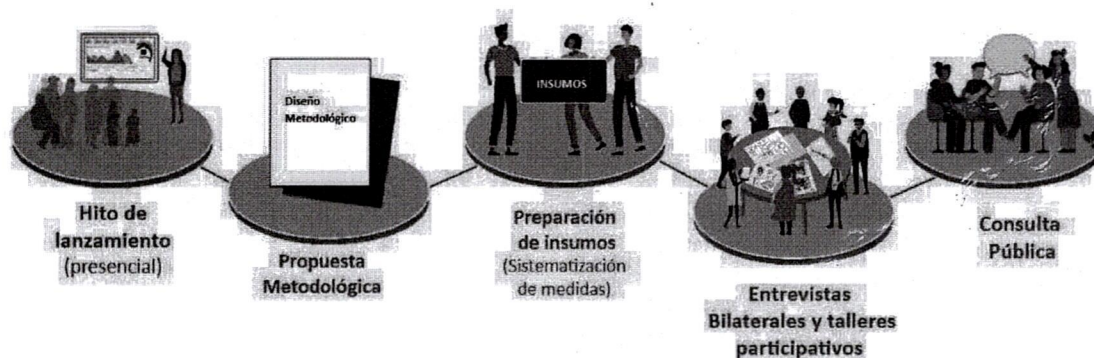 Diseño
Metodológico
INSUMOS
Hito de
lanzamiento
(presencial)
Propuesta
Metodológica
Preparación
de insumos
(Sistematización
de medidas)
Entrevistas
Bilaterales y talleres
participativos
Consulta
Pública